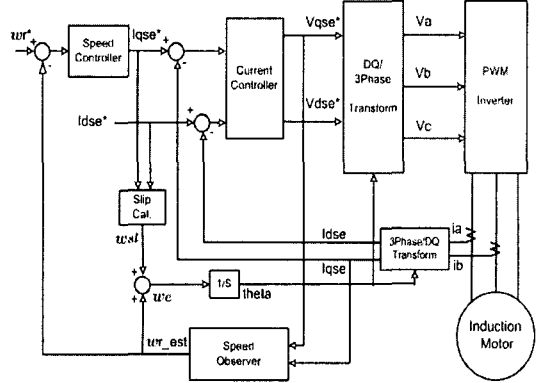 wr*
+
-
Speed
Controller
Iqse*
+
-
Current
Controller
Vqse*
Vdse*
DQ/
3Phase
Transform
Va
Vb
Vc
PWM
Inverter
Idse*
+
-
Slip
Cal.
wsl
+
+
we
1/S
theta
Idse
Iqse
3Phase/DQ
Transform
ia
ib
wr_est
Speed
Observer
Induction
Motor